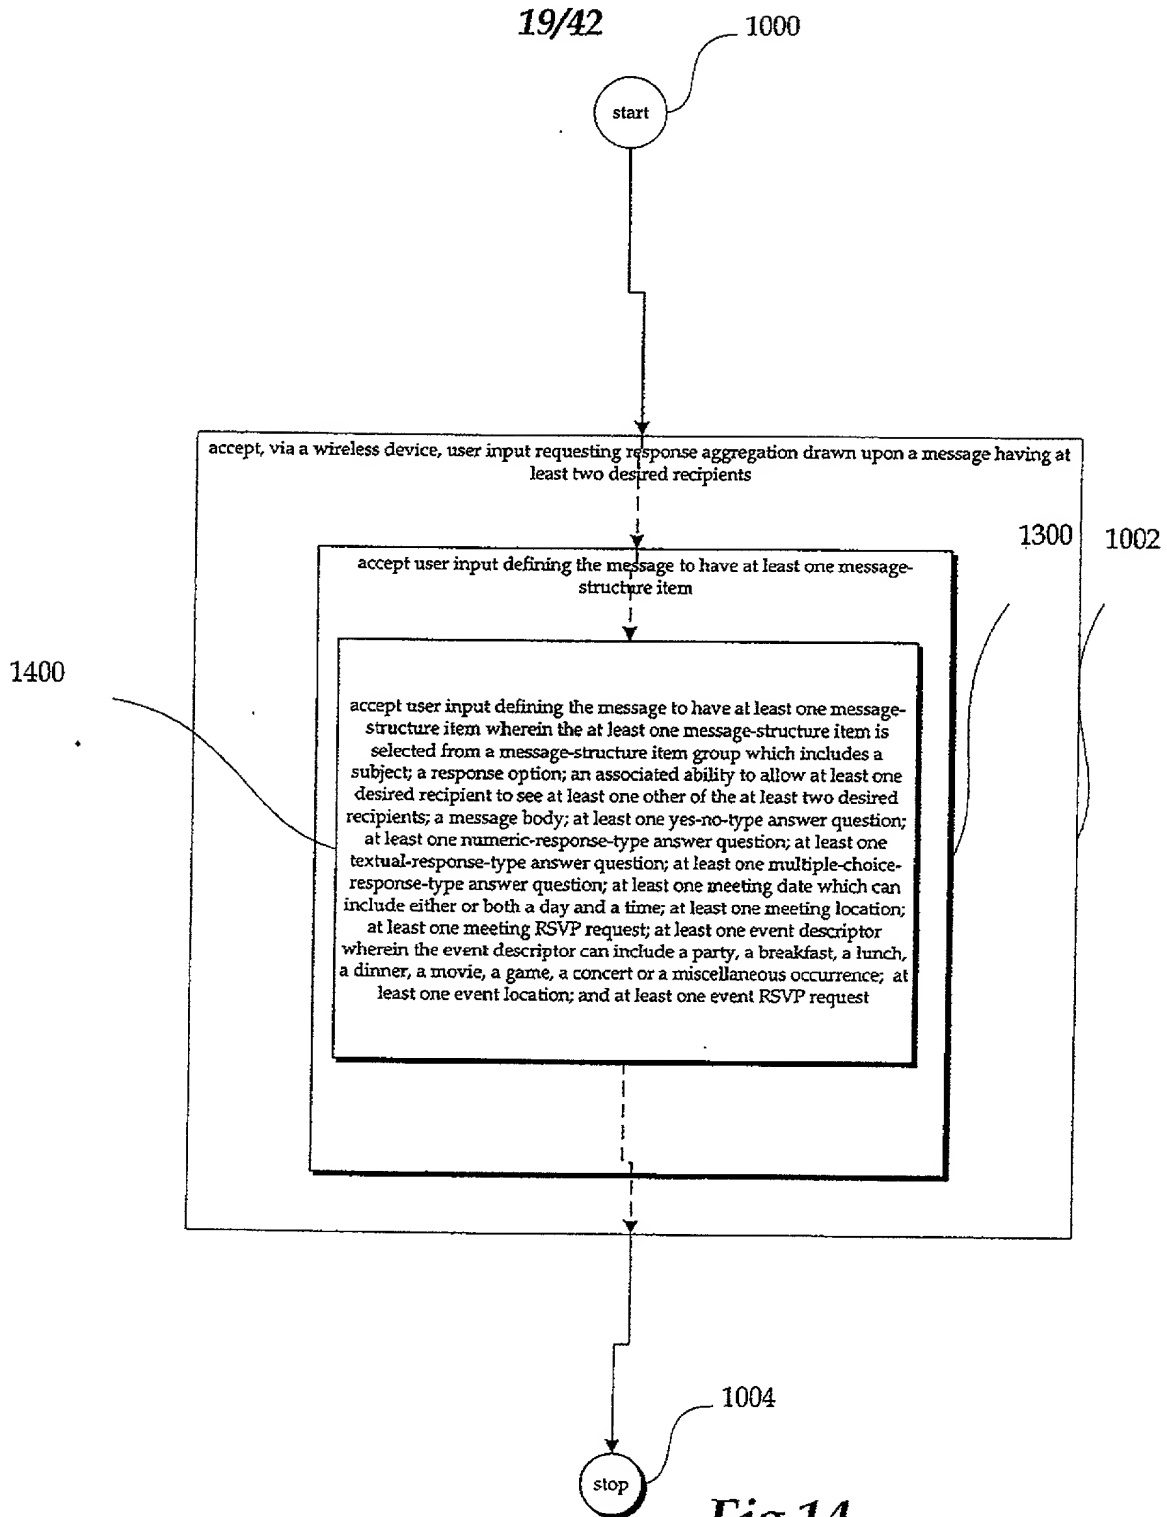 19/42
1000
start
accept, via a wireless device, user input requesting response aggregation drawn upon a message having at
least two desired recipients
1300
1002
accept user input defining the message to have at least one message-
structure item
1400
accept user input defining the message to have at least one message-
structure item wherein the at least one message-structure item is
selected from a message-structure item group which includes a
subject; a response option; an associated ability to allow at least one
desired recipient to see at least one other of the at least two desired
recipients; a message body; at least one yes-no-type answer question;
at least one numeric-response-type answer question; at least one
textual-response-type answer question; at least one multiple-choice-
response-type answer question; at least one meeting date which can
include either or both a day and a time; at least one meeting location;
at least one meeting RSVP request; at least one event descriptor
wherein the event descriptor can include a party, a breakfast, a lunch,
a dinner, a movie, a game, a concert or a miscellaneous occurrence; at
least one event location; and at least one event RSVP request
1004
stop
Fig 14